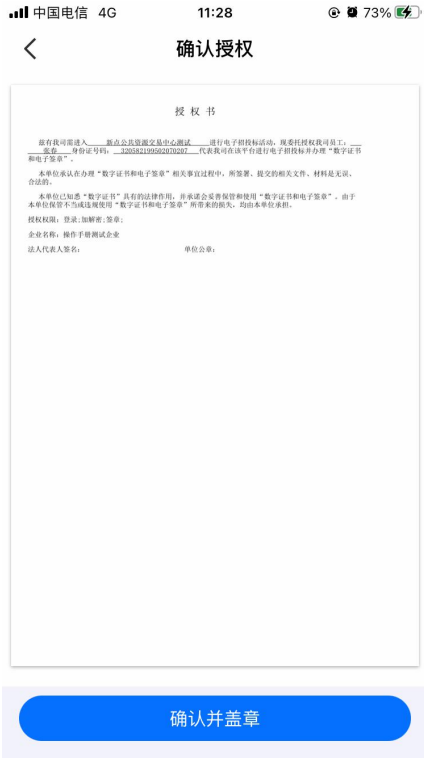 中国电信 4G 11:28 73%
确认授权
授 权 书
兹有我司需进入 新点公共资源交易中心测试 进行电子招投标活动，现委托授权我司员工：
张春 身份证号码： 320582199502070207 代表我司在该平台进行电子招投标并办理“数字证书
和电子签章”。
本单位承认在办理“数字证书和电子签章”相关事宜过程中，所签署、提交的相关文件、材料是无误、
合法的。
本单位已知悉“数字证书”具有的法律作用，并承诺会妥善保管和使用“数字证书和电子签章”。由于
本单位保管不当或违规使用“数字证书和电子签章”所带来的损失，均由本单位承担。
授权权限：登录;加解密;签章;
企业名称：操作手册测试企业
法人代表人签名： 单位公章：
确认并盖章